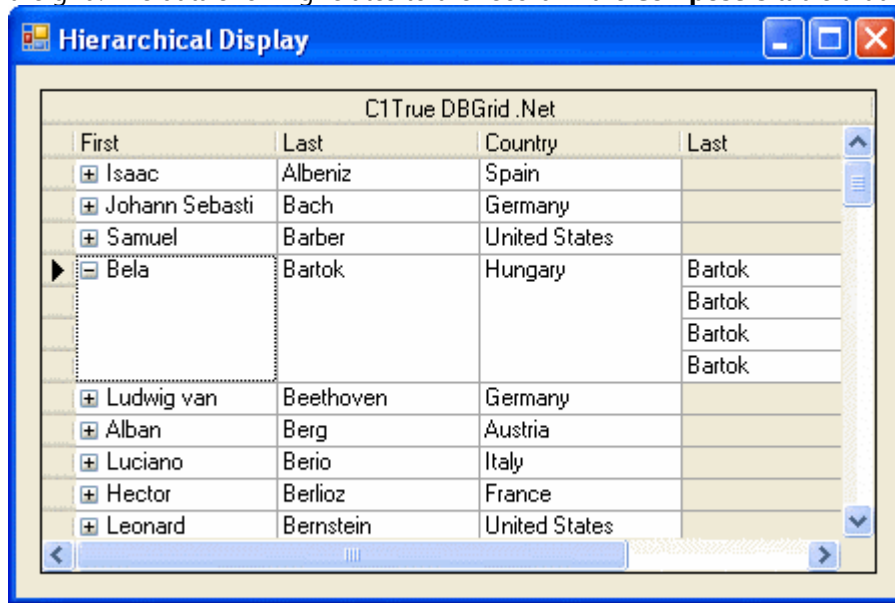 Hierarchical Display
C1True DBGrid .Net
First Last Country Last
Isaac Albeniz Spain
Johann Sebasti Bach Germany
Samuel Barber United States
Bela Bartok Hungary Bartok
Bartok
Bartok
Bartok
Ludwig van Beethoven Germany
Alban Berg Austria
Luciano Berio Italy
Hector Berlioz France
Leonard Bernstein United States